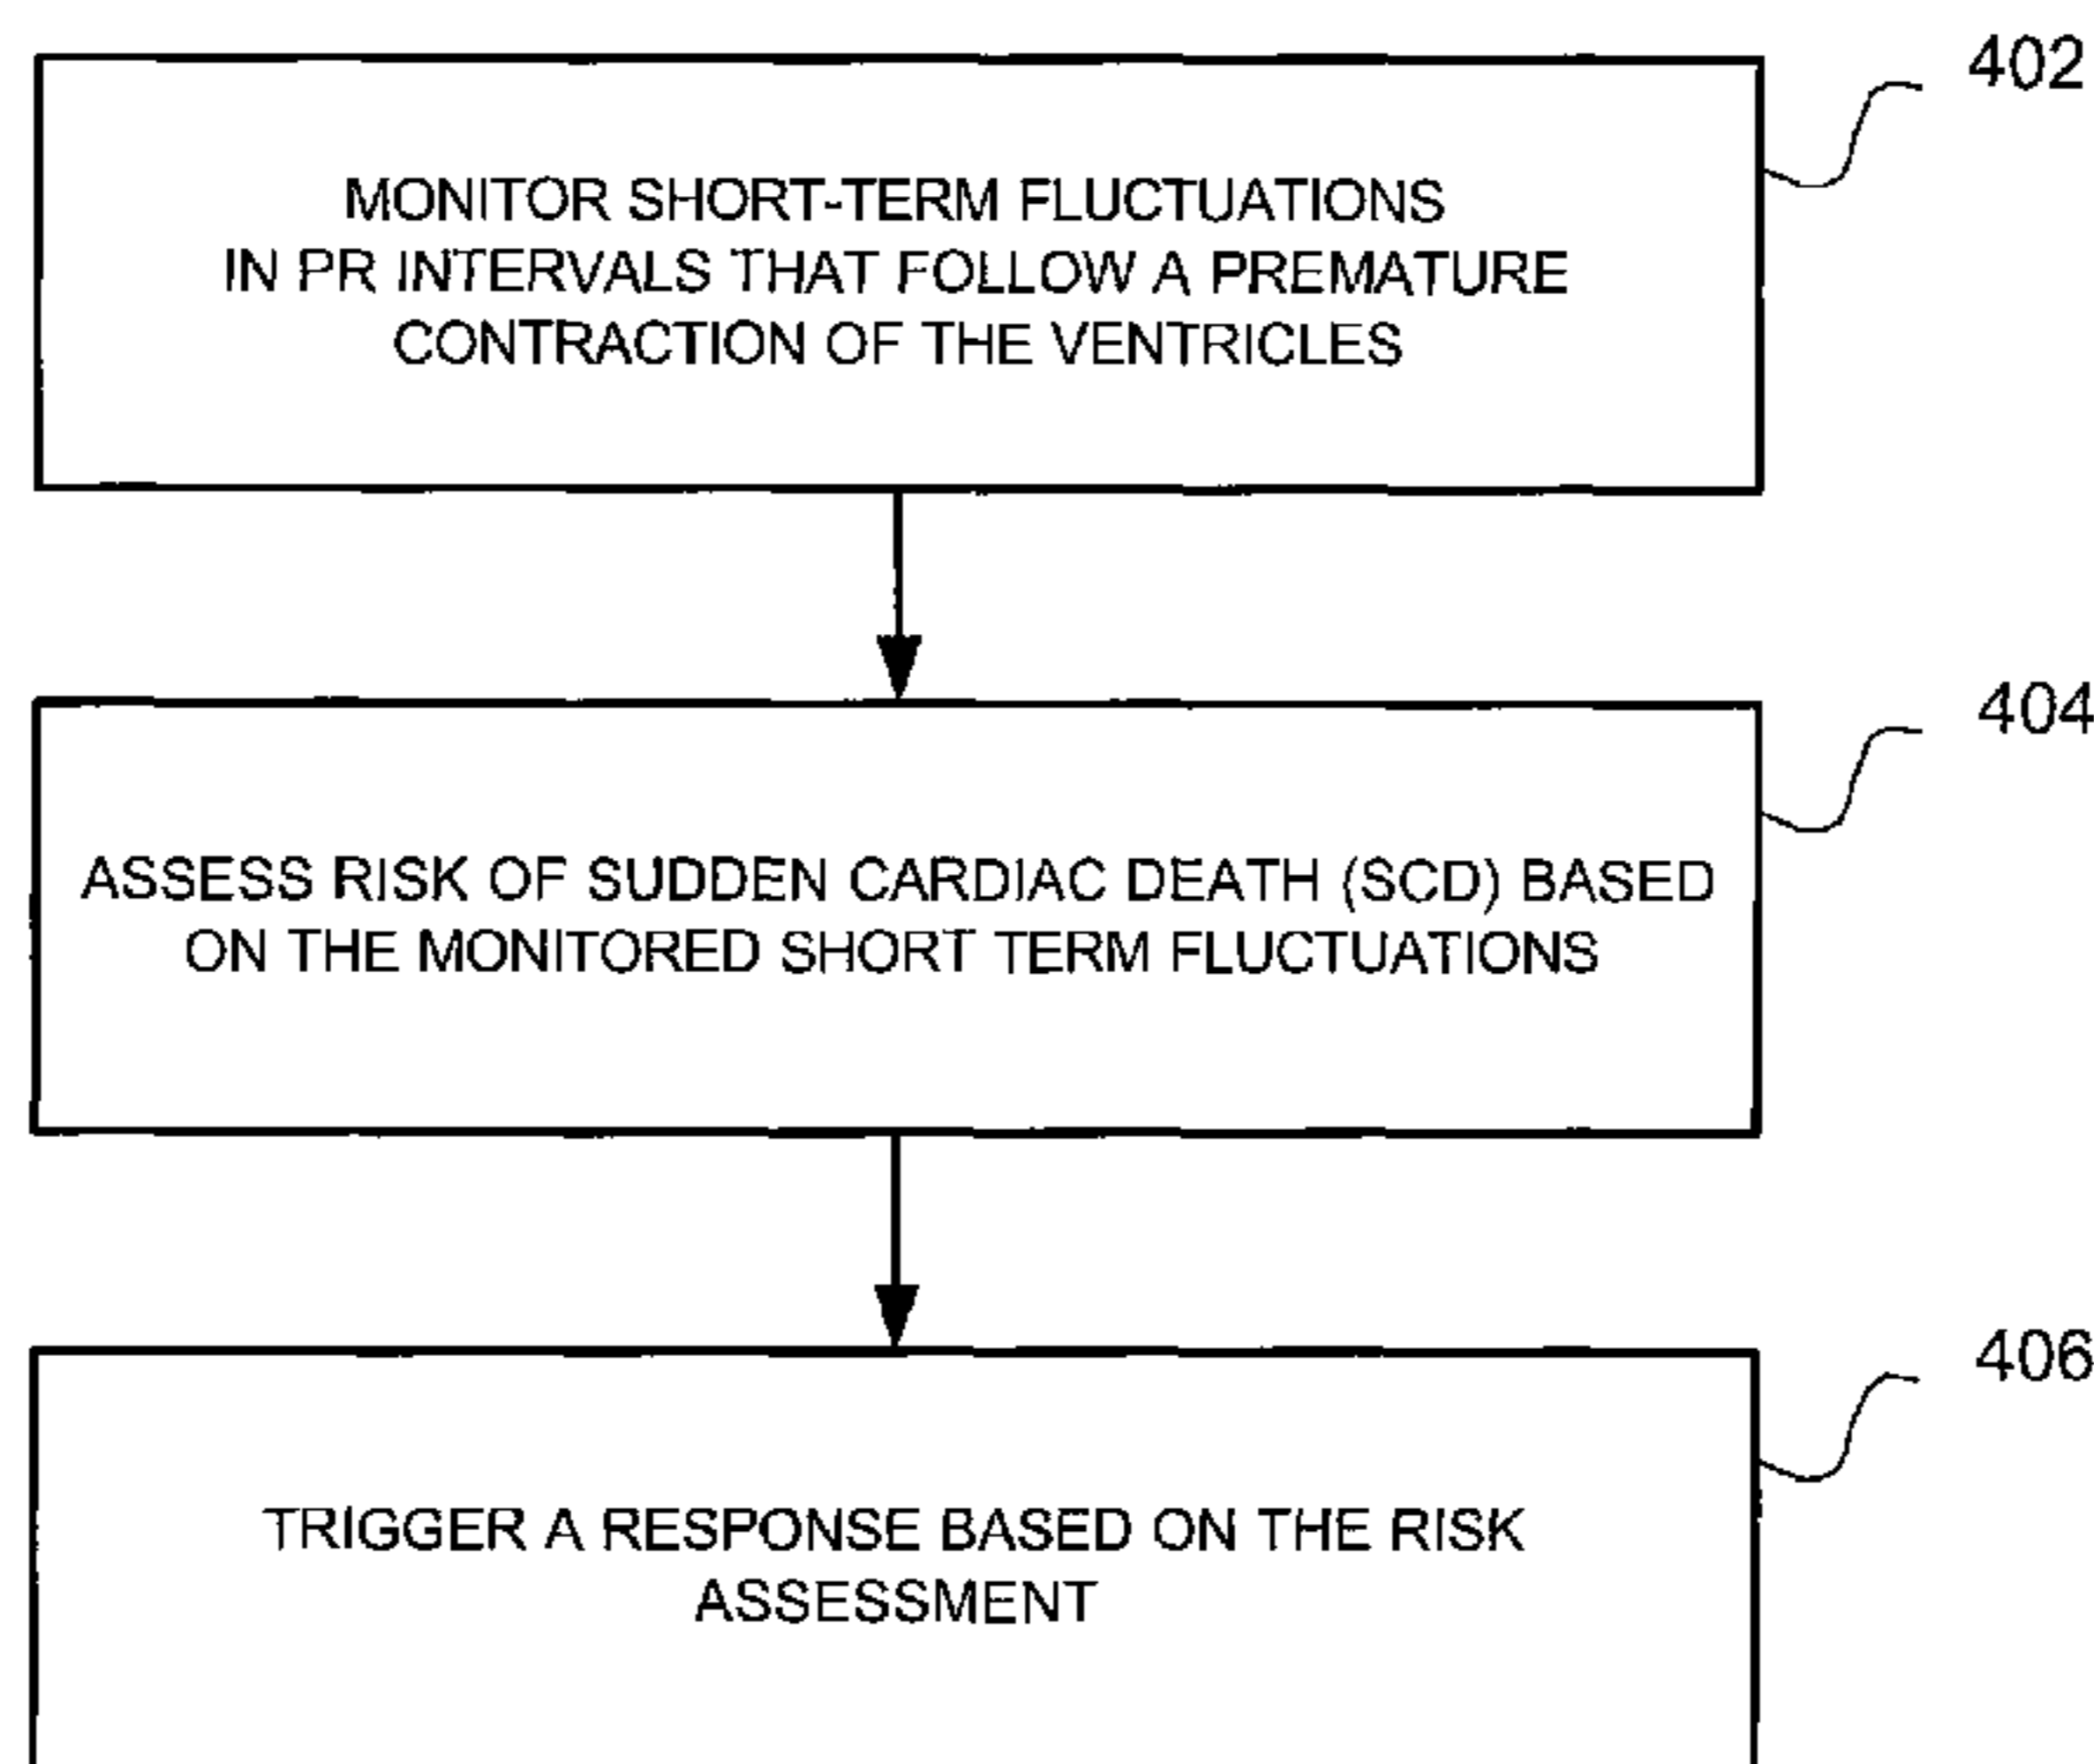 402
MONITOR SHORT-TERM FLUCTUATIONS
IN PR INTERVALS THAT FOLLOW A PREMATURE
CONTRACTION OF THE VENTRICLES
404
ASSESS RISK OF SUDDEN CARDIAC DEATH (SCD) BASED
ON THE MONITORED SHORT TERM FLUCTUATIONS
406
TRIGGER A RESPONSE BASED ON THE RISK
ASSESSMENT